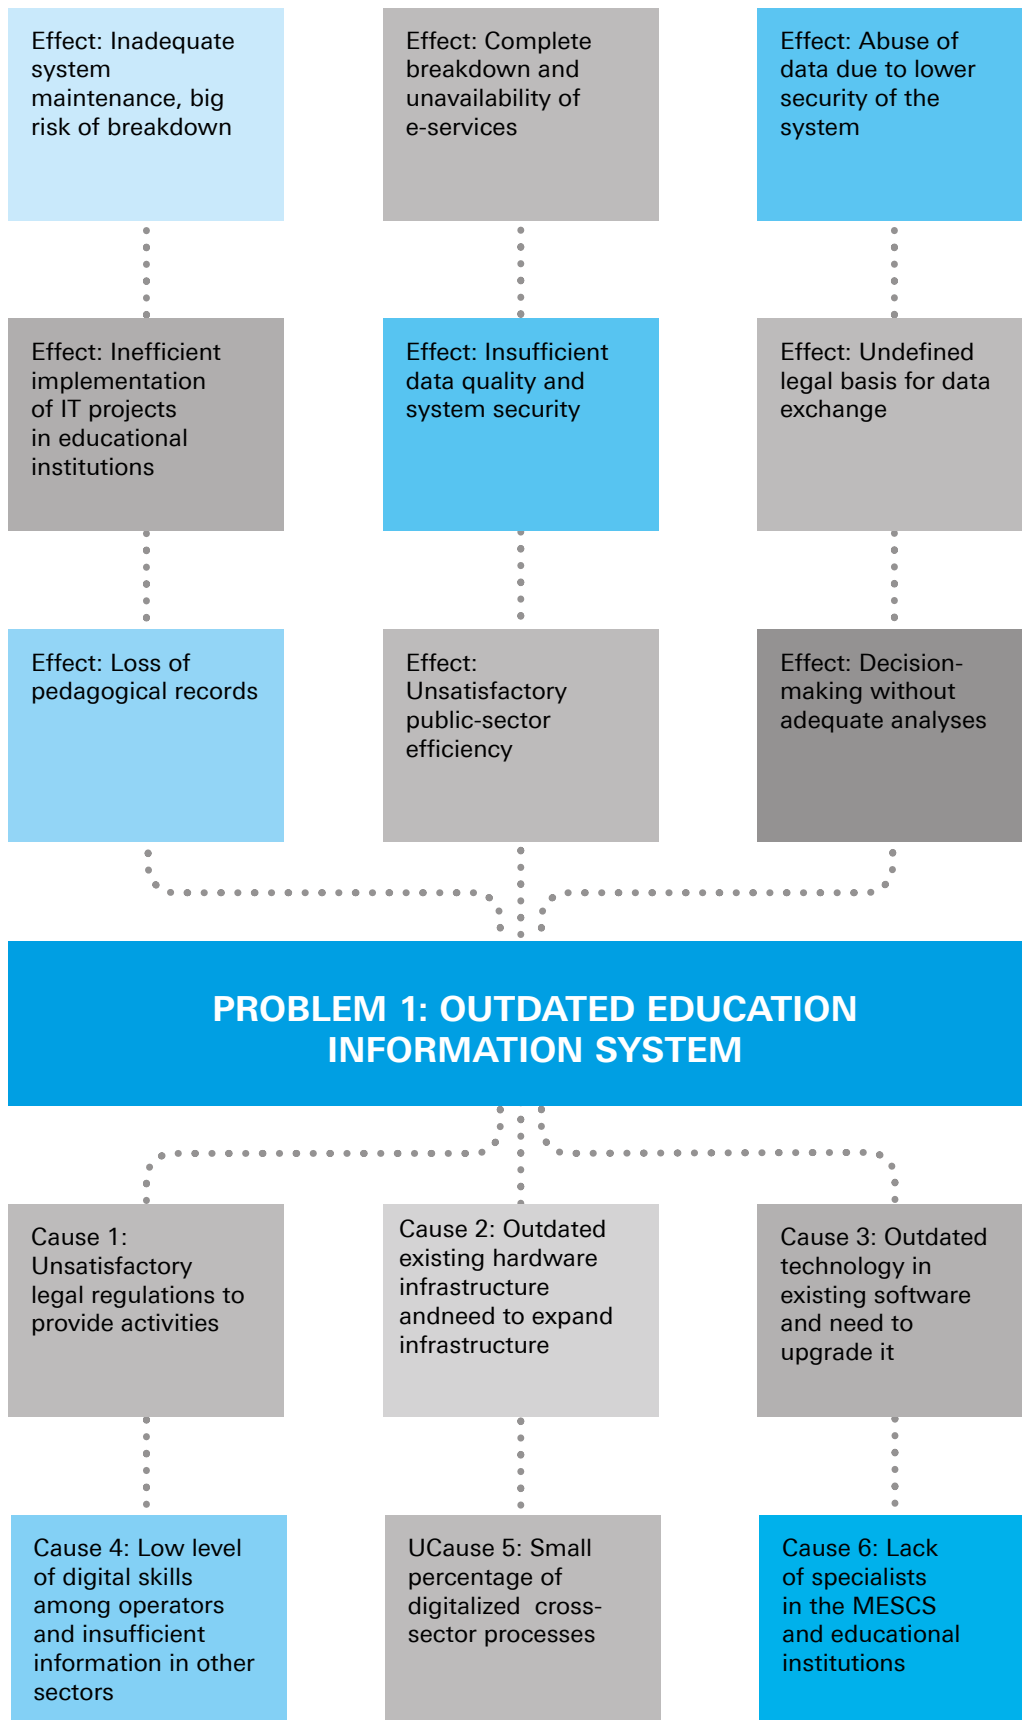 Effect: Inadequate
system
maintenance, big
risk of breakdown
Effect: Complete
breakdown and
unavailability of
e-services
Effect: Abuse of
data due to lower
security of the
system
Effect: Inefficient
implementation
of IT projects
in educational
institutions
Effect: Insufficient
data quality and
system security
Effect: Undefined
legal basis for data
exchange
Effect: Loss of
pedagogical records
Effect:
Unsatisfactory
public-sector
efficiency
Effect: Decision-
making without
adequate analyses
PROBLEM 1: OUTDATED EDUCATION
INFORMATION SYSTEM
Cause 1:
Unsatisfactory
legal regulations to
provide activities
Cause 2: Outdated
existing hardware
infrastructure
andneed to expand
infrastructure
Cause 3: Outdated
technology in
existing software
and need to
upgrade it
Cause 4: Low level
of digital skills
among operators
and insufficient
information in other
sectors
UCause 5: Small
percentage of
digitalized  cross-
sector processes
Cause 6: Lack
of specialists
in the MESCS
and educational
institutions